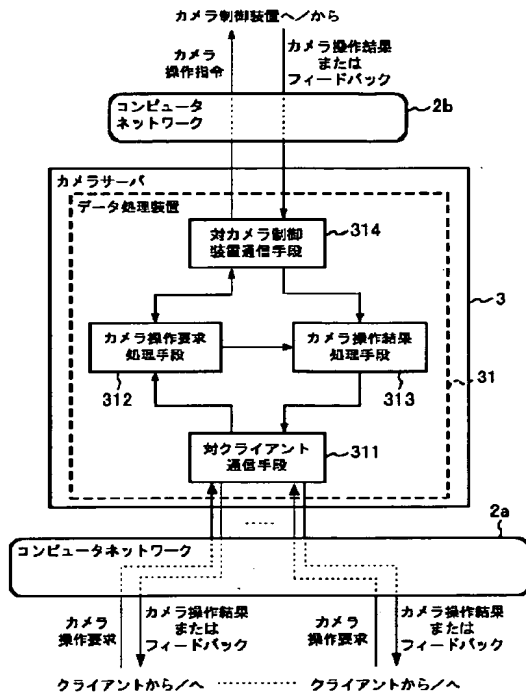 カメラ制御装置へ/から
カメラ
操作指令
カメラ操作結果
または
フィードバック
コンピュータ
ネットワーク
2b
カメラサーバ
データ処理装置
対カメラ制御
装置通信手段
314
3
カメラ操作要求
処理手段
カメラ操作結果
処理手段
312
313
31
対クライアント
通信手段
311
2a
コンピュータネットワーク
カメラ
操作要求
カメラ操作結果
または
フィードバック
カメラ
操作要求
カメラ操作結果
または
フィードバック
クライアントから/へ
クライアントから/へ